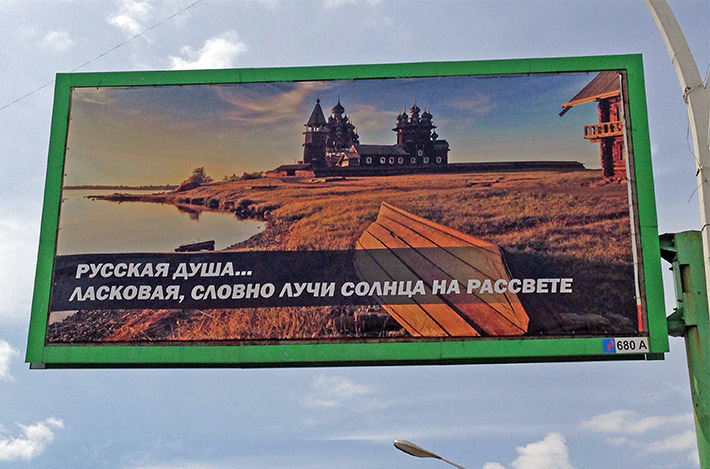 РУССКАЯ ДУША...
ЛАСКОВАЯ, СЛОВНО ЛУЧИ СОЛНЦА НА РАССВЕТЕ
680 А